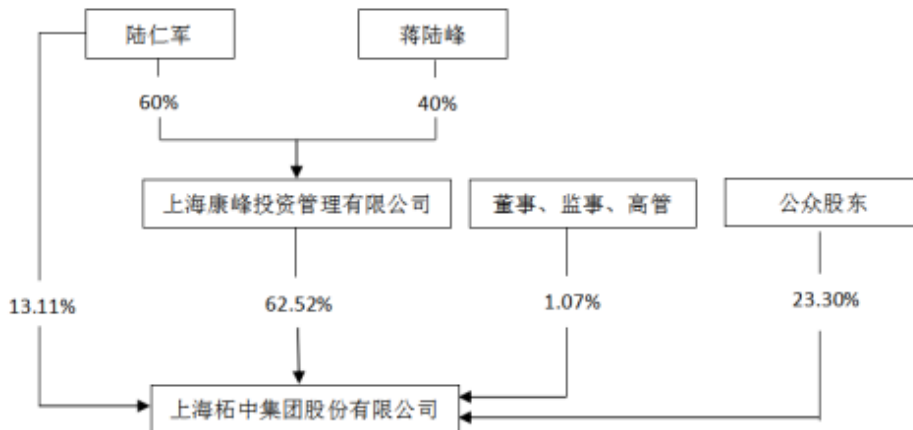 陆仁军
蒋陆峰
60%
40%
上海康峰投资管理有限公司
董事、监事、高管
公众股东
13.11%
62.52%
1.07%
23.30%
上海柘中集团股份有限公司